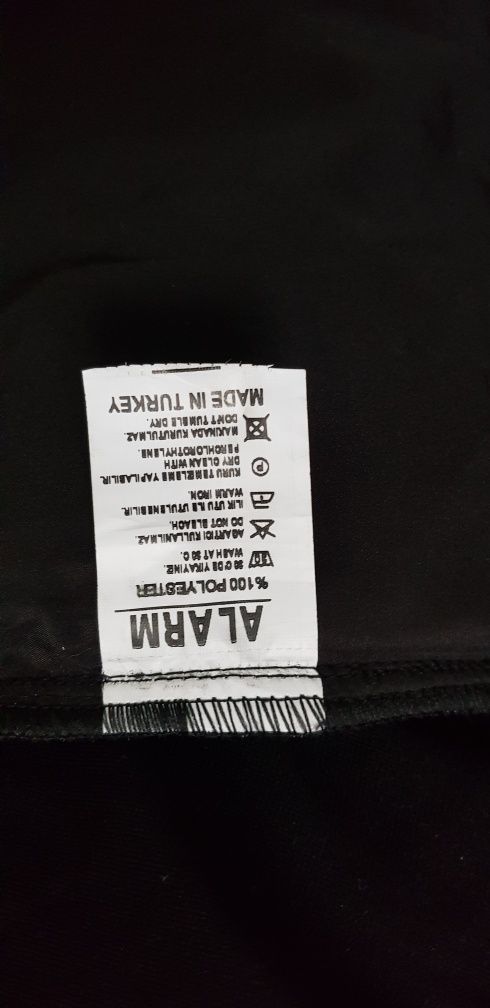 ALARM
%100 POLYESTER
30 C'DE YIKAYINIZ.
WASH AT 30 C.
AGARTICI KULLANILMAZ.
DO NOT BLEACH.
ILIK UTU ILE UTULENEBILIR.
WARM IRON.
KURU TEMIZLEME YAPILABILIR.
DRY CLEAN WITH
PERCHLOROTHYLENE.
MAKINADA KURUTULMAZ.
DON'T TUMBLE DRY.
MADE IN TURKEY